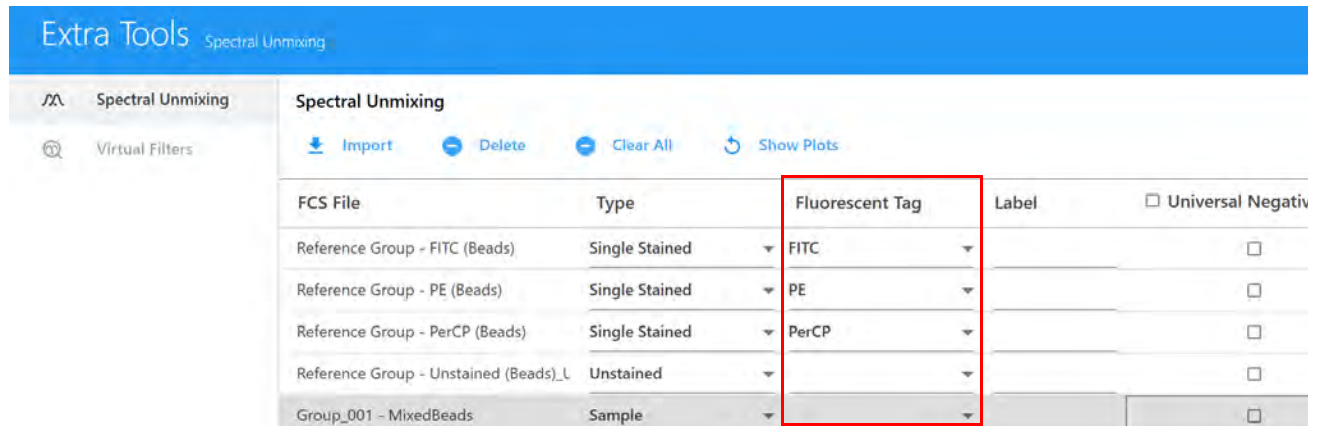 Extra Tools Spectral Unmixing
Spectral Unmixing
Virtual Filters
Spectral Unmixing
Import Delete Clear All Show Plots
FCS File Type Fluorescent Tag Label Universal Negativ
Reference Group - FITC (Beads) Single Stained FITC
Reference Group - PE (Beads) Single Stained PE
Reference Group - PerCP (Beads) Single Stained PerCP
Reference Group - Unstained (Beads)_U Unstained
Group_001 - MixedBeads Sample